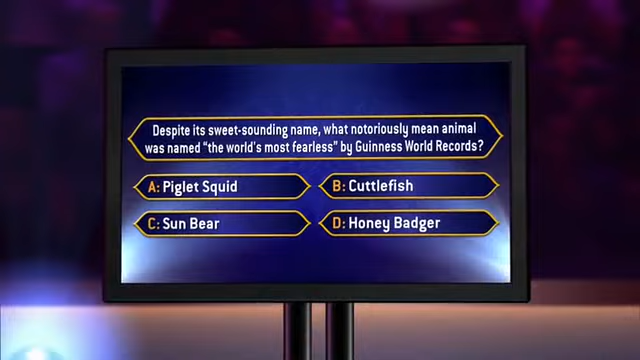 Despite its sweet-sounding name, what notoriously mean animal
was named “the world's most fearless” by Guinness World Records?
A: Piglet Squid
B: Cuttlefish
C: Sun Bear
D: Honey Badger